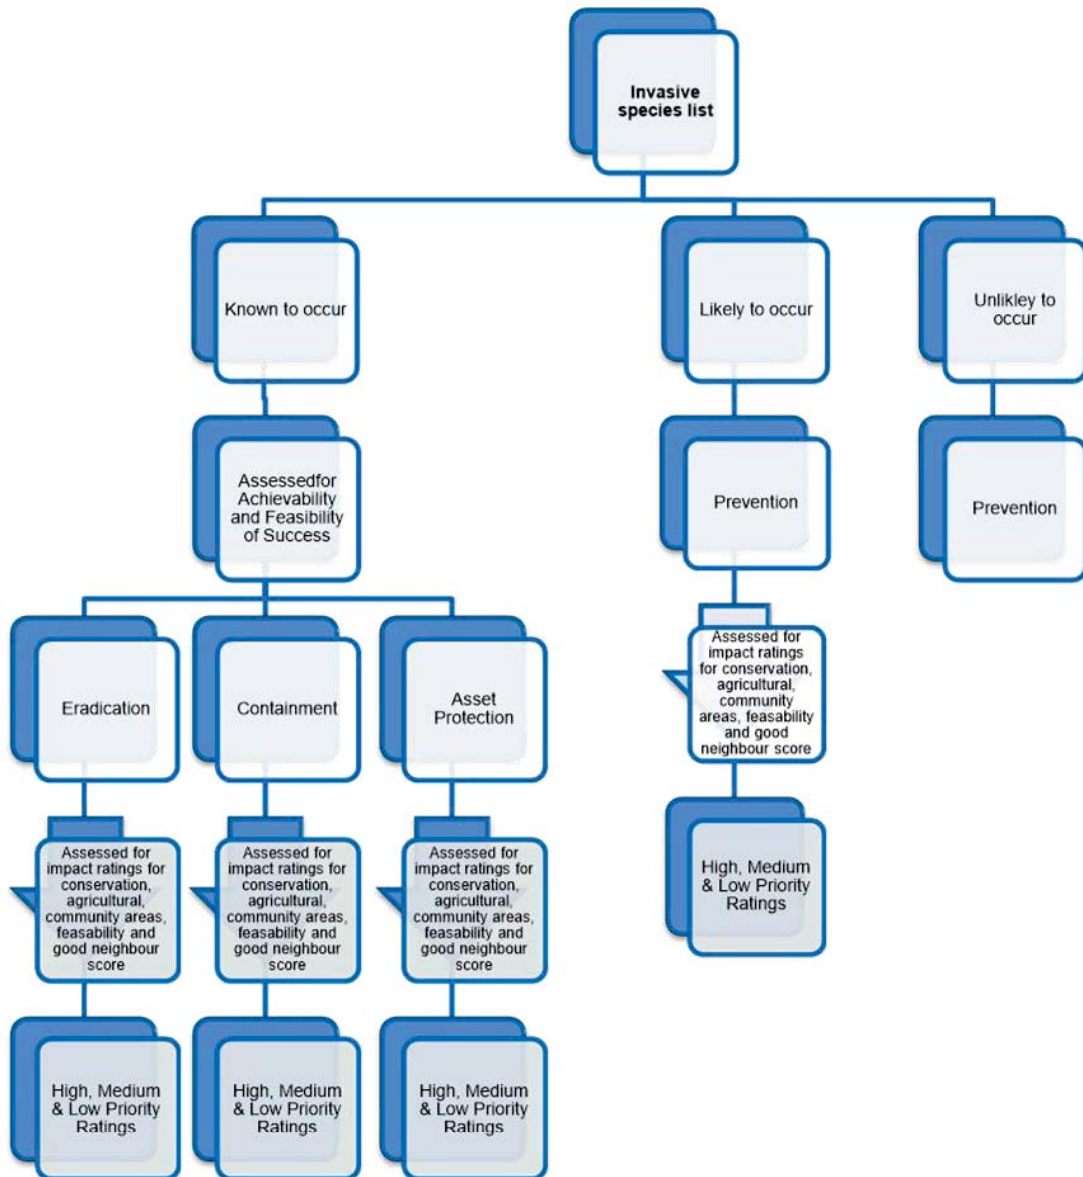 Invasive
species list
Known to occur
Likely to occur
Unlikley to
occur
Assessedfor
Achievability
and Feasibility
of Success
Prevention
Prevention
Eradication
Containment
Asset
Protection
Assessed for
impact ratings
for conservation,
agricultural,
community
areas, feasability
and good
neighbour score
High, Medium
& Low Priority
Ratings
Assessed for
impact ratings for
conservation,
agricultural,
community areas,
feasability and
good neighbour
score
Assessed for
impact ratings for
conservation,
agricultural,
community areas,
feasability and
good neighbour
score
Assessed for
impact ratings for
conservation,
agricultural,
community areas,
feasability and
good neighbour
score
High, Medium
& Low Priority
Ratings
High, Medium
& Low Priority
Ratings
High, Medium
& Low Priority
Ratings